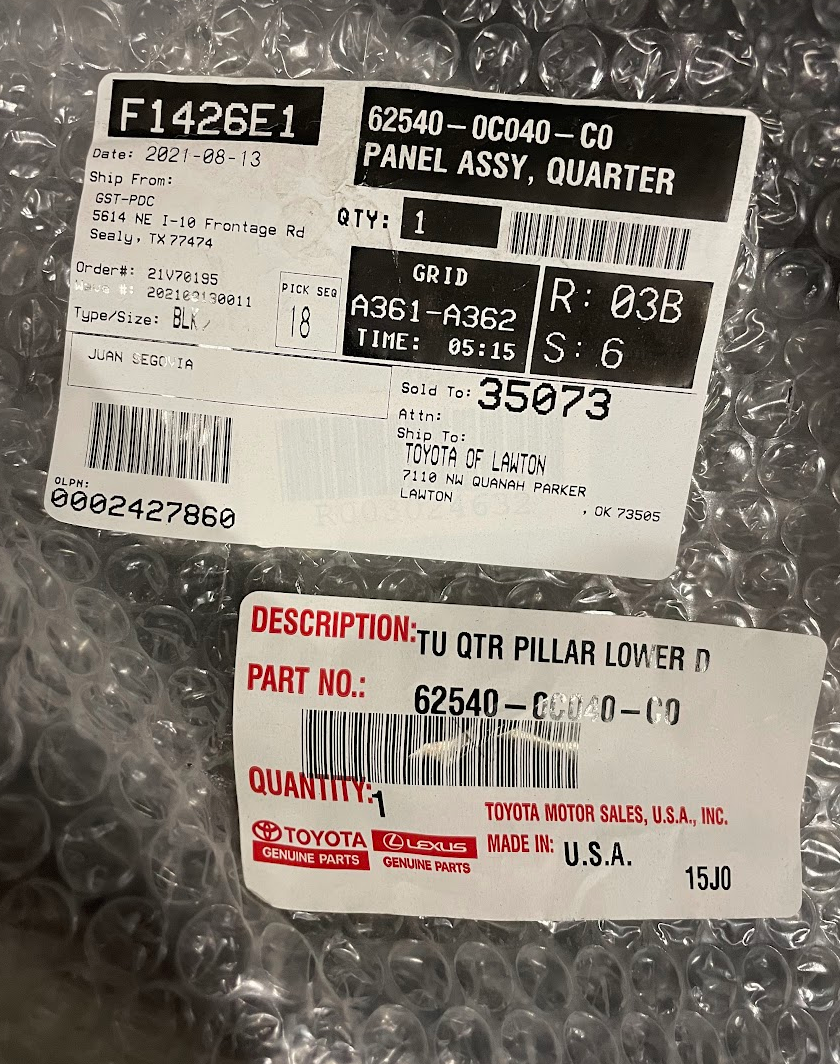 F1426E1
62540-0C040-C0
PANEL ASSY, QUARTER
Date: 2021-08-13
Ship From:
GST-PDC
5614 NE I-10 Frontage Rd
Sealy, TX 77474
QTY: 1
Order#: 21V70195
#: 202108130011
Type/Size: BLK/
PICK SEQ
18
GRID
A361-A362
TIME: 05:15
R: 03B
S: 6
JUAN SEGOVIA
Sold To: 35073
Attn:
Ship To:
TOYOTA OF LAWTON
7110 NW QUANAH PARKER
LAWTON , OK 73505
OLPN:
0002427860
DESCRIPTION: TU QTR PILLAR LOWER D
PART NO.: 62540-0C040-C0
QUANTITY: 1
TOYOTA
GENUINE PARTS
LEXUS
GENUINE PARTS
TOYOTA MOTOR SALES, U.S.A., INC.
MADE IN: U.S.A.
15J0